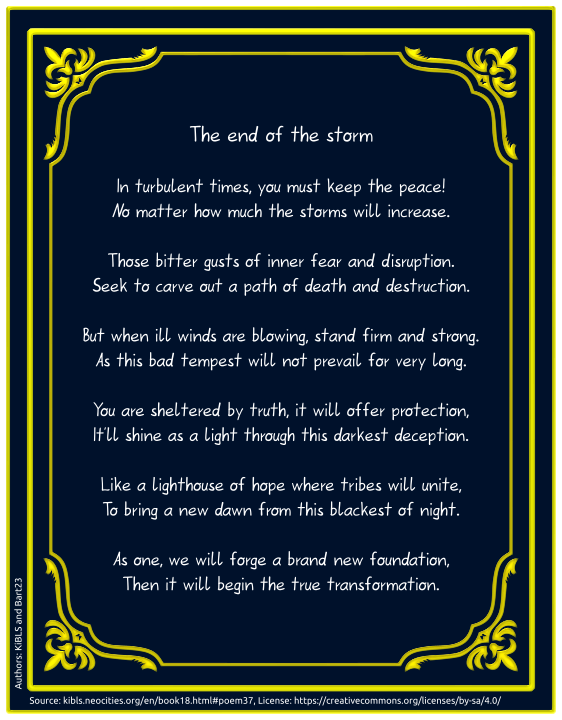 The end of the storm
In turbulent times, you must keep the peace!
No matter how much the storms will increase.
Those bitter gusts of inner fear and disruption.
Seek to carve out a path of death and destruction.
But when ill winds are blowing, stand firm and strong.
As this bad tempest will not prevail for very long.
You are sheltered by truth, it will offer protection,
It'll shine as a light through this darkest deception.
Like a lighthouse of hope where tribes will unite,
To bring a new dawn from this blackest of night.
As one, we will forge a brand new foundation,
Then it will begin the true transformation.
Authors: KiBLS and Bart23
Source: kibls.neocities.org/en/book18.html#poem37, License: https://creativecommons.org/licenses/by-sa/4.0/